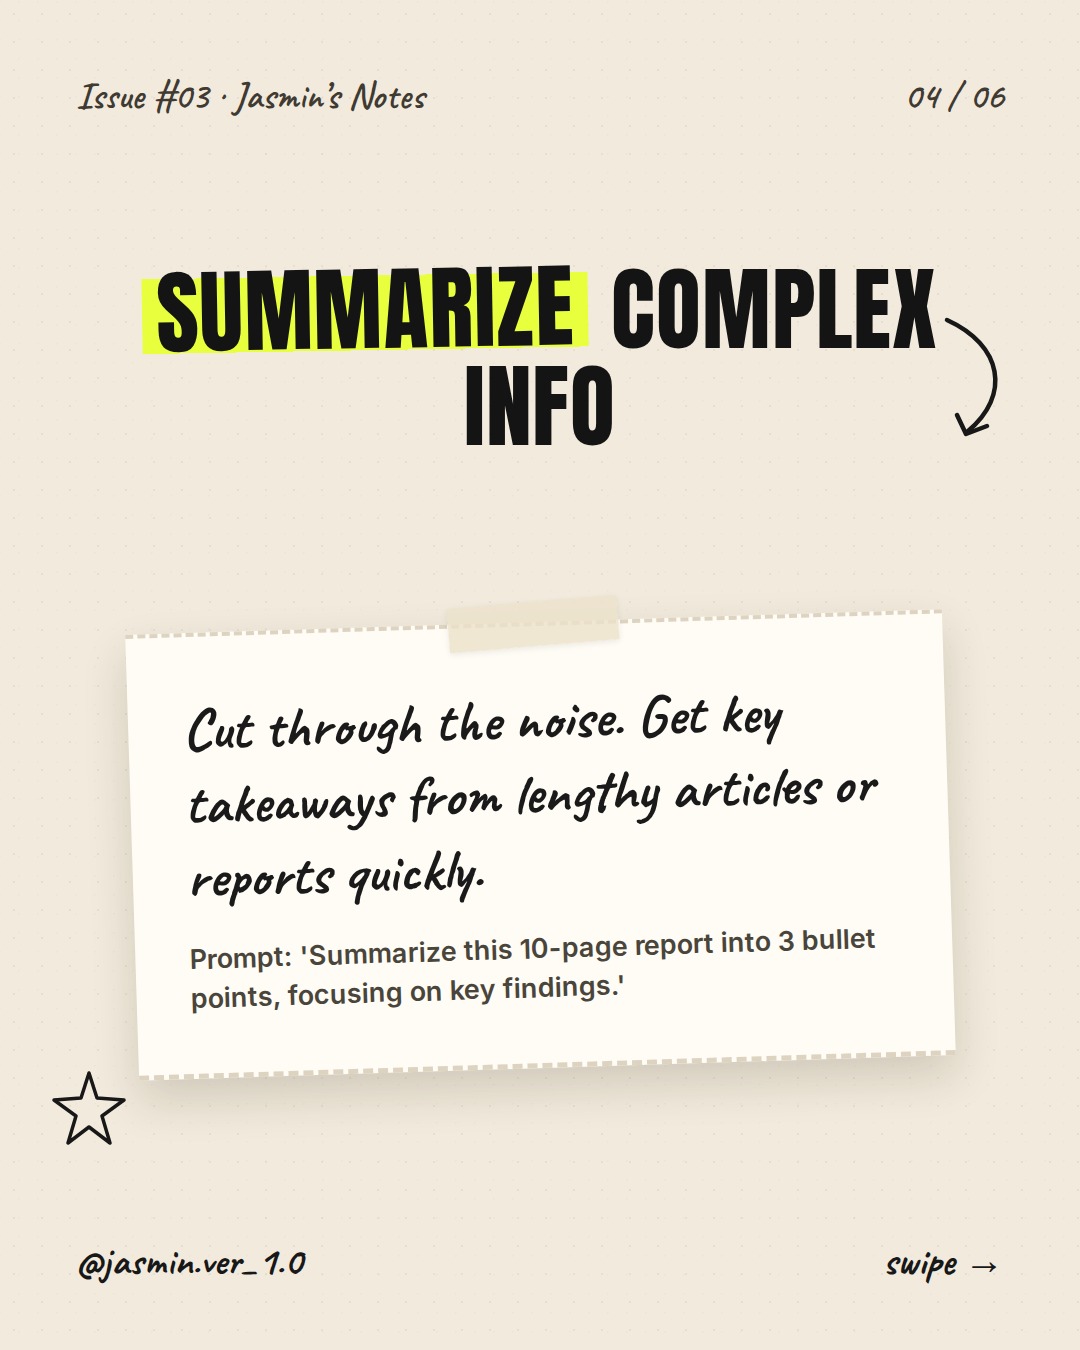 Issue #03 · Jasmin's Notes
04 / 06
SUMMARIZE COMPLEX
INFO
Cut through the noise. Get key
takeaways from lengthy articles or
reports quickly.
Prompt: 'Summarize this 10-page report into 3 bullet
points, focusing on key findings.'
@jasmin.ver_1.0
swipe →